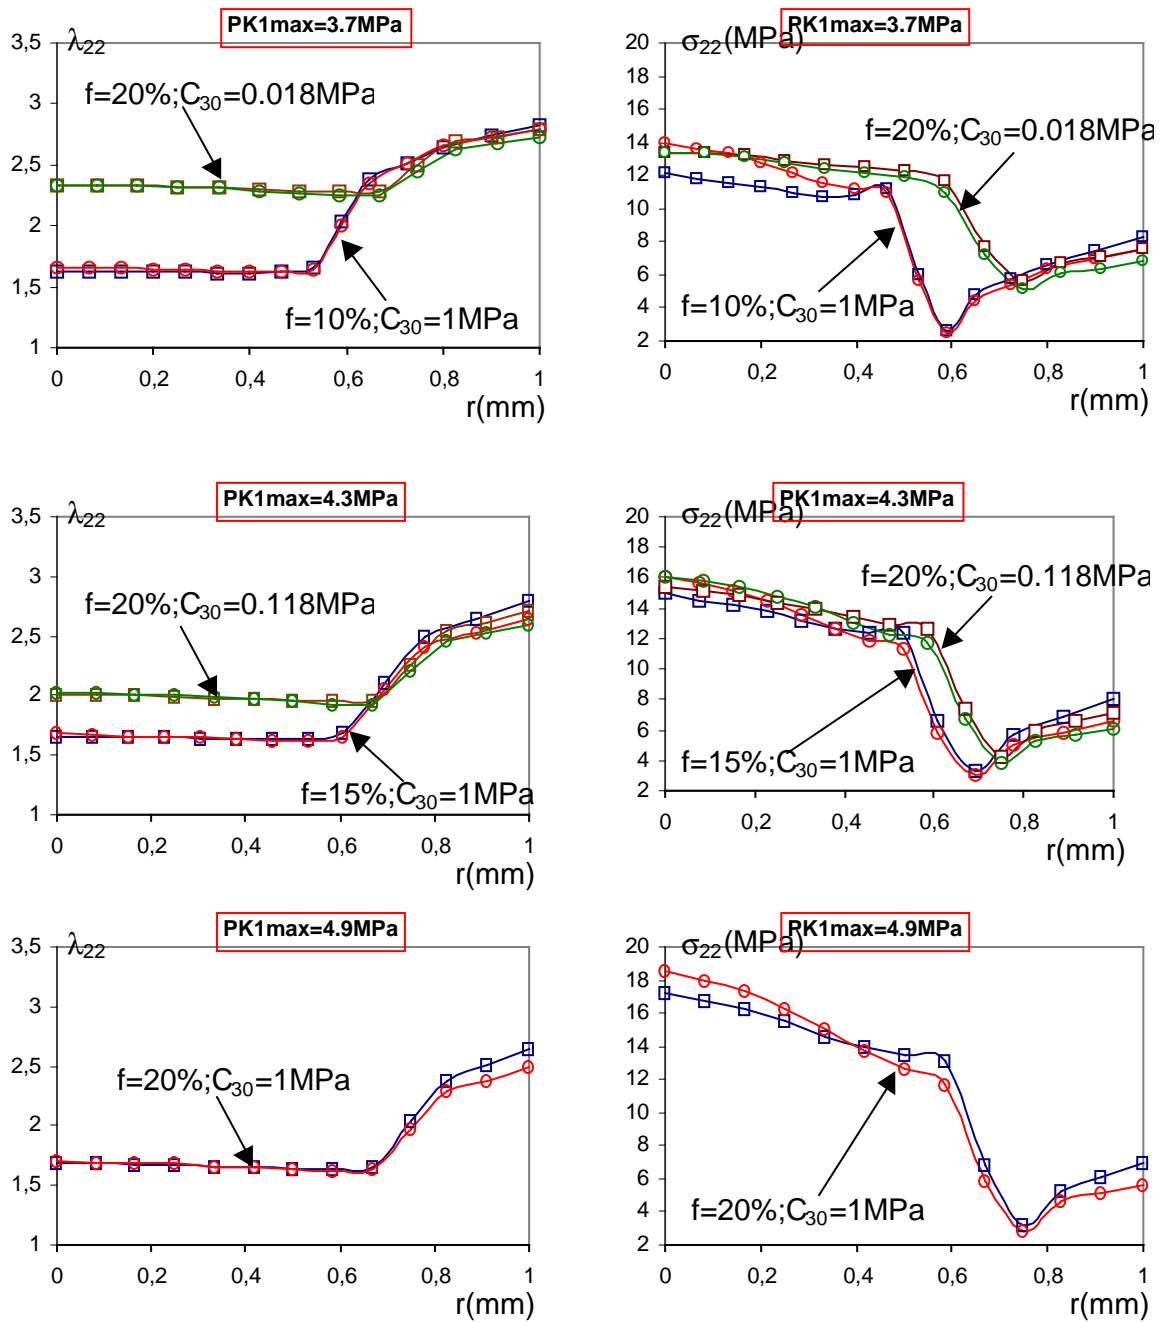 PK1max=3.7MPa
λ22
3,5
3
2,5
2
1,5
1
f=20%;C30=0.018MPa
f=10%;C30=1MPa
0 0,2 0,4 0,6 0,8 1
r(mm)
PK1max=3.7MPa
σ22(MPa)
20
18
16
14
12
10
8
6
4
2
f=20%;C30=0.018MPa
f=10%;C30=1MPa
0 0,2 0,4 0,6 0,8 1
r(mm)
PK1max=4.3MPa
λ22
3,5
3
2,5
2
1,5
1
f=20%;C30=0.118MPa
f=15%;C30=1MPa
0 0,2 0,4 0,6 0,8 1
r(mm)
PK1max=4.3MPa
σ22(MPa)
20
18
16
14
12
10
8
6
4
2
f=20%;C30=0.118MPa
f=15%;C30=1MPa
0 0,2 0,4 0,6 0,8 1
r(mm)
PK1max=4.9MPa
λ22
3,5
3
2,5
2
1,5
1
f=20%;C30=1MPa
0 0,2 0,4 0,6 0,8 1
r(mm)
PK1max=4.9MPa
σ22(MPa)
20
18
16
14
12
10
8
6
4
2
f=20%;C30=1MPa
0 0,2 0,4 0,6 0,8 1
r(mm)